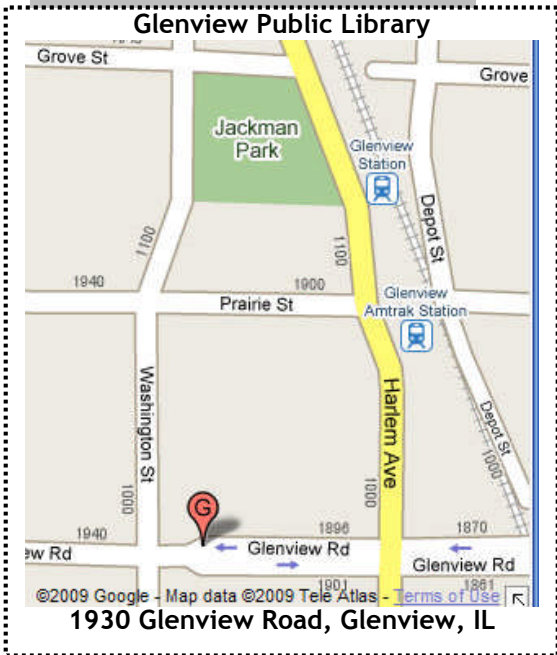 Glenview Public Library
Grove St
Grove
Jackman
Park
Glenview
Station
Depot St
1100
1100
1940
1900
Prairie St
Glenview
Amtrak Station
Washington St
Harlem Ave
Depot St
1000
1000
1000
G
1940
1896
1870
ew Rd
Glenview Rd
Glenview Rd
1901
1861
©2009 Google - Map data ©2009 Tele Atlas - Terms of Use
1930 Glenview Road, Glenview, IL